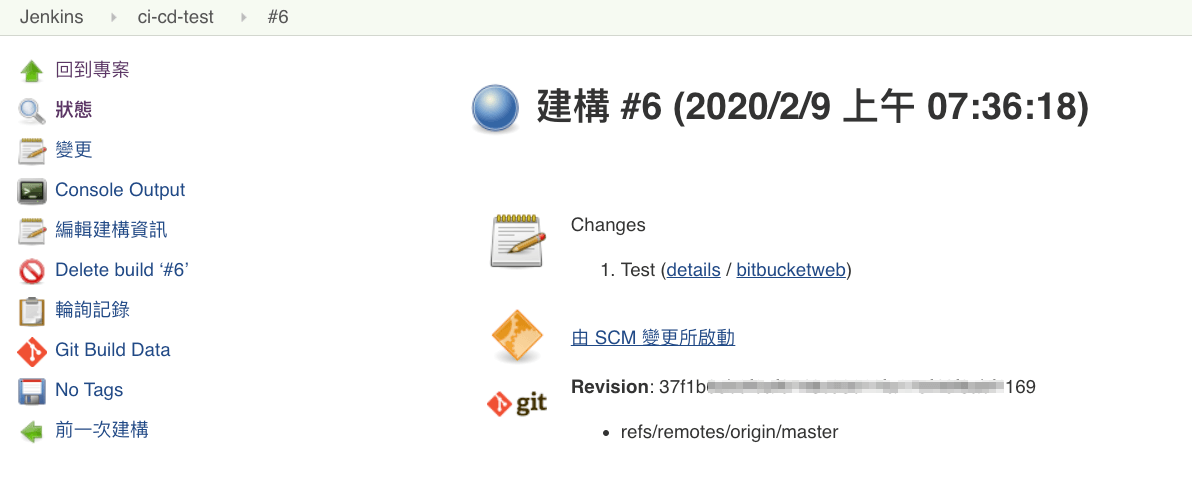 Jenkins ci-cd-test #6
回到專案
狀態
變更
Console Output
編輯建構資訊
Delete build ‘#6’
輪詢記錄
Git Build Data
No Tags
前一次建構
建構 #6 (2020/2/9 上午 07:36:18)
Changes
1. Test (details / bitbucketweb)
由 SCM 變更所啟動
git
Revision: 37f1b 169
• refs/remotes/origin/master